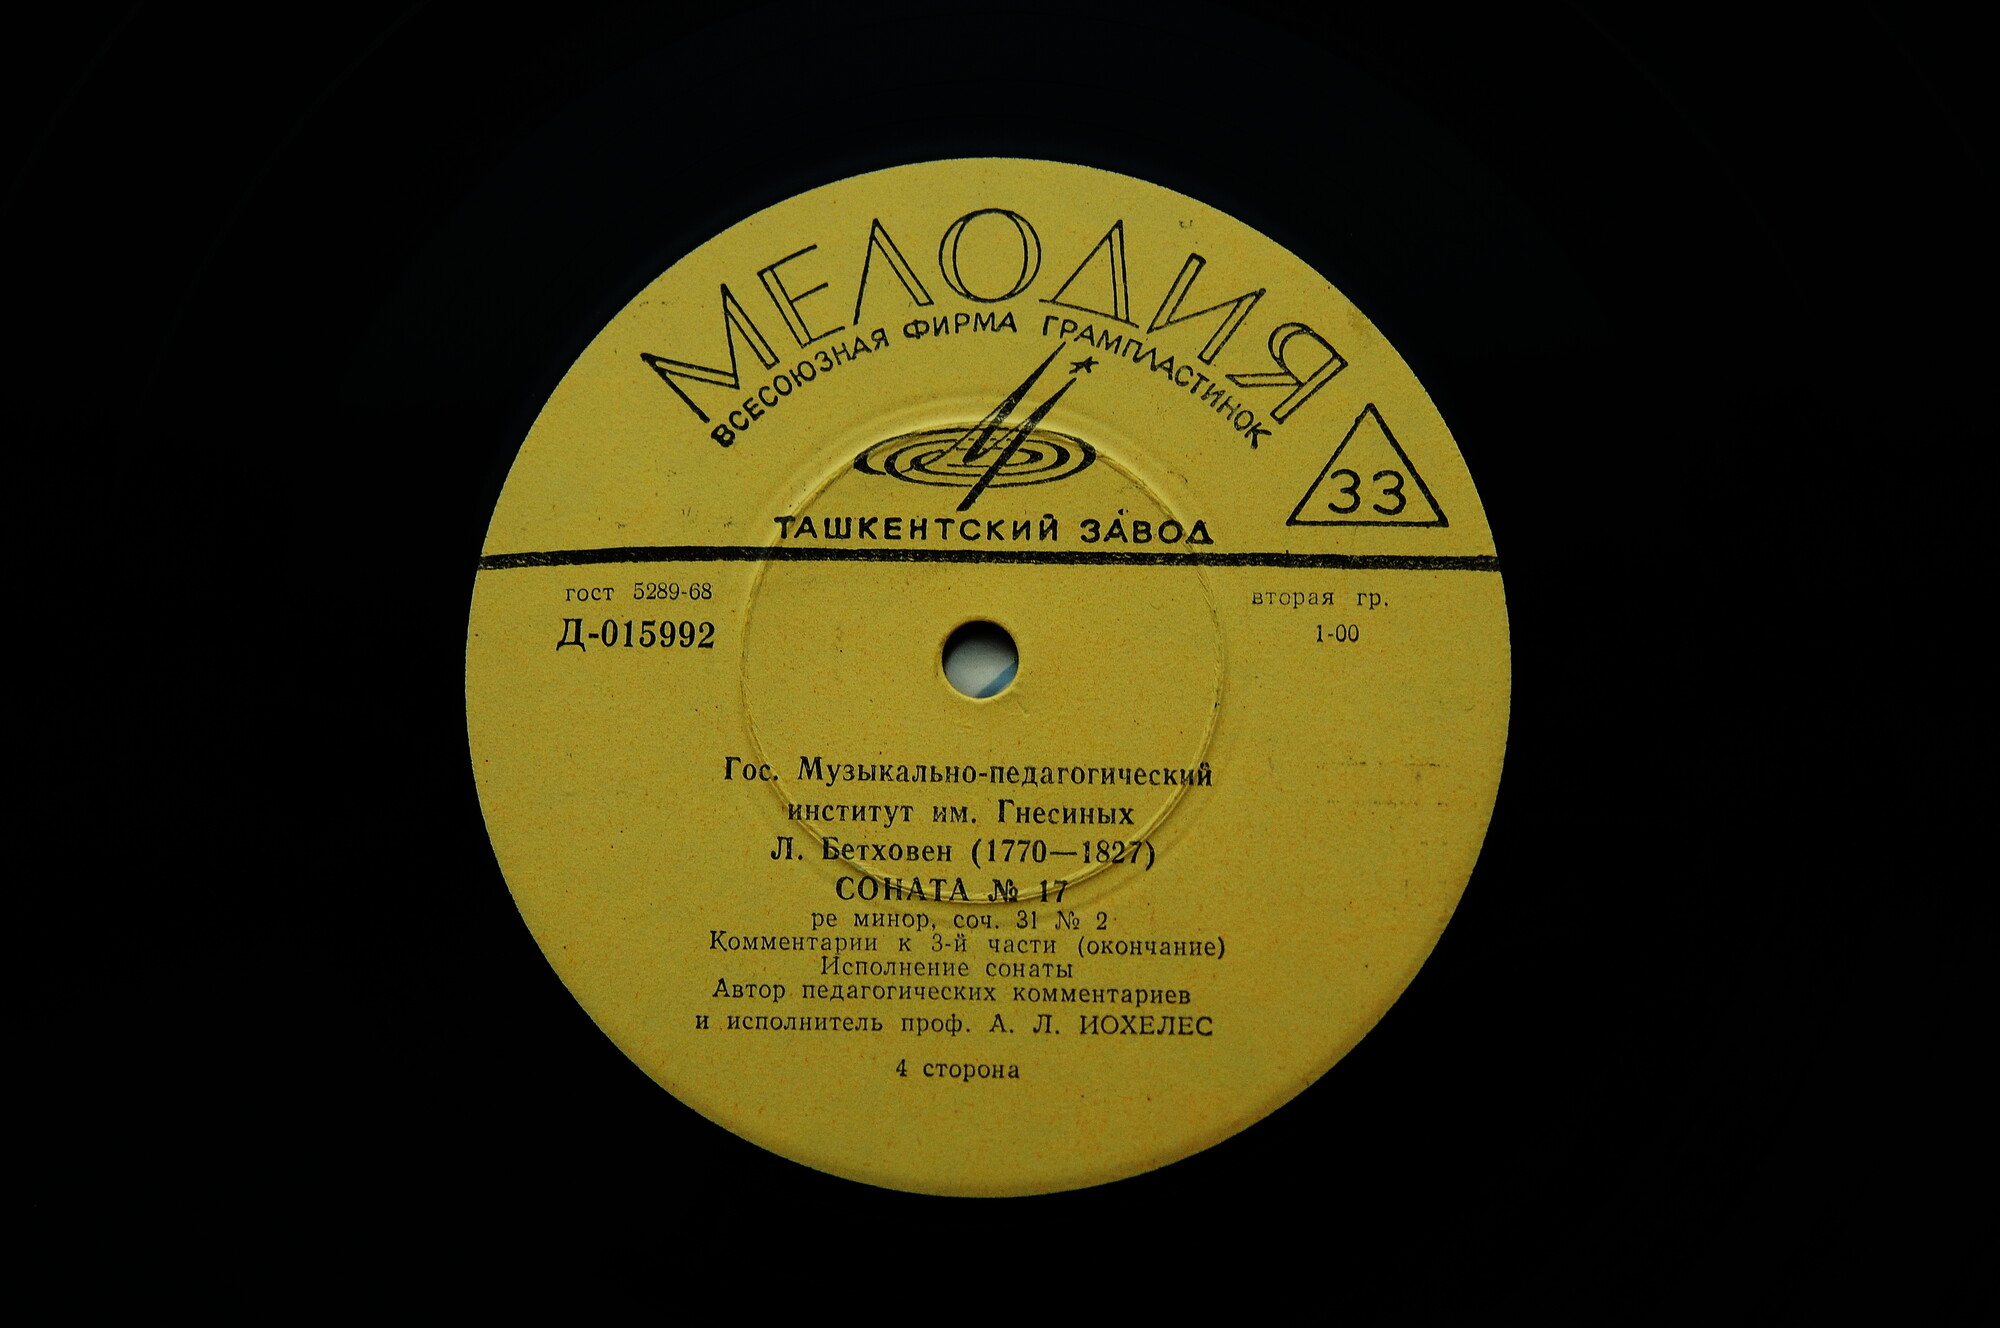 МЕЛОДИЯ
ВСЕСОЮЗНАЯ ФИРМА ГРАМПЛАСТИНОК
33
ТАШКЕНТСКИЙ ЗАВОД
гост 5289-68
вторая гр.
Д-015992
1-00
Гос. Музыкально-педагогический
институт им. Гнесиных
Л. Бетховен (1770—1827)
СОНАТА № 17
ре минор, соч. 31 № 2
Комментарии к 3-й части (окончание)
Исполнение сонаты
Автор педагогических комментариев
и исполнитель проф. А. Л. ИОХЕЛЕС
4 сторона